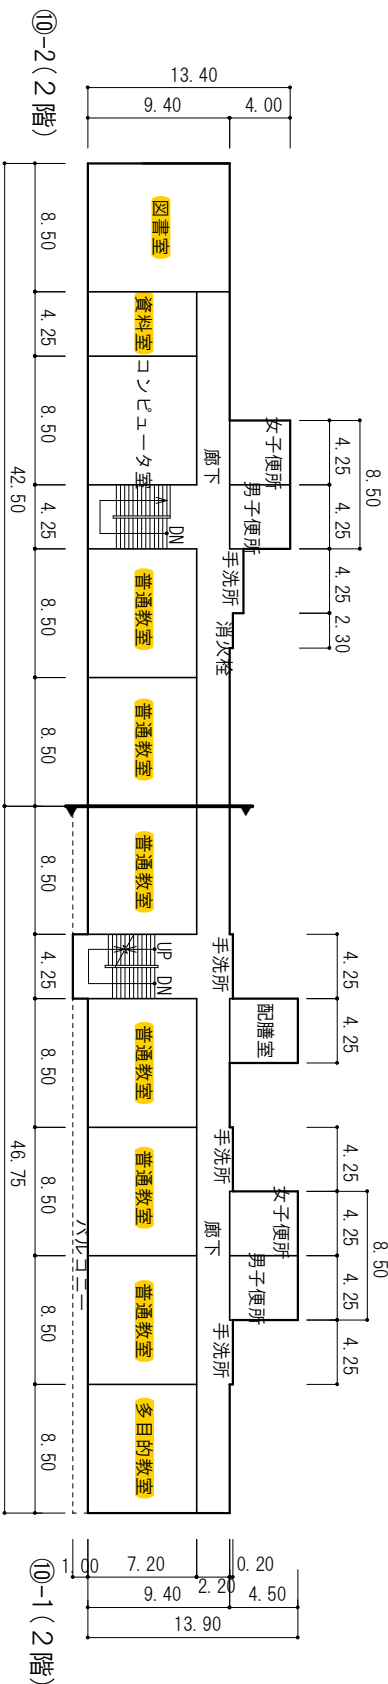 ⑩-2(２階)
13.40
9.40
4.00
8.50
4.25
8.50
4.25
8.50
8.50
42.50
図書室
資料室
コンピュータ室
廊下
女子便所
男子便所
DN
手洗所
消火栓
普通教室
普通教室
4.25
4.25
8.50
4.25
2.30
普通教室
UP
DN
手洗所
配膳室
普通教室
普通教室
手洗所
女子便所
男子便所
廊下
普通教室
手洗所
多目的教室
バルコニー
8.50
4.25
8.50
8.50
8.50
8.50
46.75
4.25
4.25
4.25
4.25
4.25
8.50
4.25
1.00
7.20
2.20
0.20
9.40
4.50
13.90
⑩-1(２階)